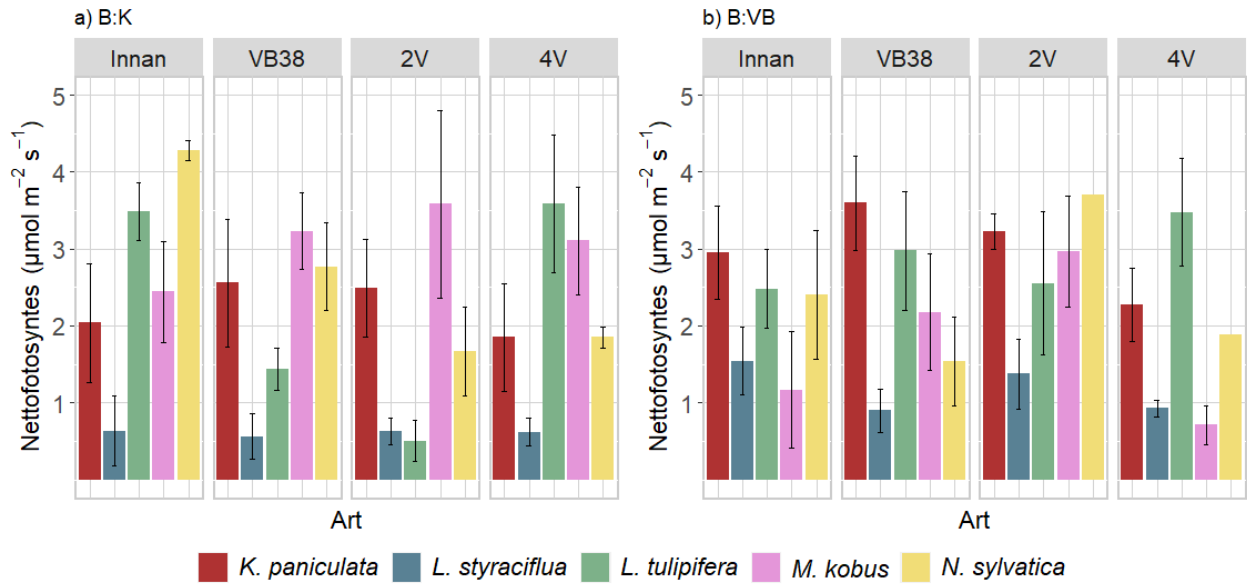 a) B:K
b) B:VB
Innan VB38 2V 4V
Innan VB38 2V 4V
Nettofotosyntes (µmol m⁻² s⁻¹)
5
4
3
2
1
Nettofotosyntes (µmol m⁻² s⁻¹)
5
4
3
2
1
Art
Art
K. paniculata L. styraciflua L. tulipifera M. kobus N. sylvatica